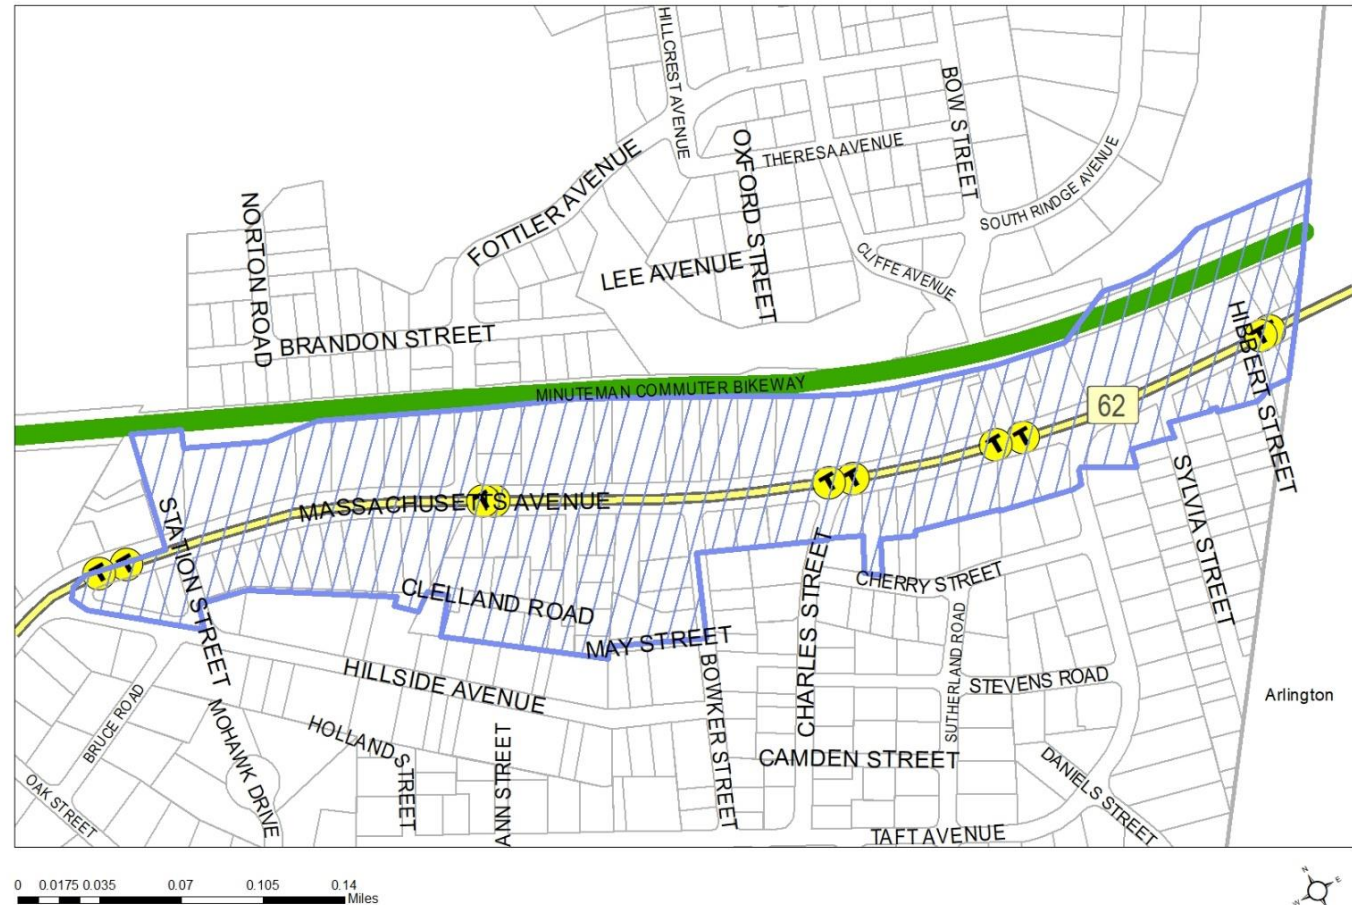 HILLCREST AVENUE
BOW STREET
OXFORD STREET
THERESA AVENUE
FOTTLER AVENUE
SOUTH RINDGE AVENUE
NORTON ROAD
LEE AVENUE
CLIFFE AVENUE
BRANDON STREET
HIBBERT STREET
MINUTEMAN COMMUTER BIKEWAY
62
T
T
T
T
T
T
T
T
MASSACHUSETTS AVENUE
SYLVIA STREET
STATION STREET
CHARLES STREET
CHERRY STREET
CLELLAND ROAD
MAY STREET
SUTHERLAND ROAD
HILLSIDE AVENUE
BOWKER STREET
STEVENS ROAD
Arlington
BRUCE ROAD
MOHAWK DRIVE
HOLLAND STREET
ANN STREET
CAMDEN STREET
DANIELS STREET
OAK STREET
TAFT AVENUE
0 0.0175 0.035 0.07 0.105 0.14
Miles
N
E
W